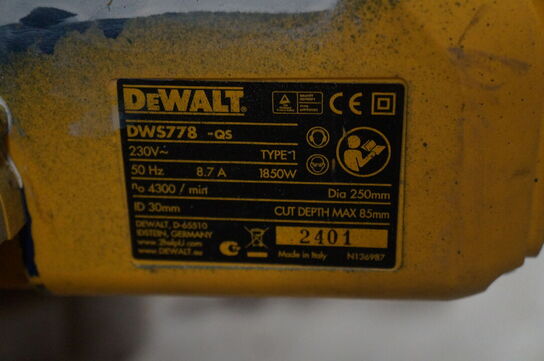 DEWALT
DWS778 -QS
230V~ TYPE-1
50 Hz 8.7 A 1850W
n₀ 4300 / min Dia 250mm
ID 30mm CUT DEPTH MAX 85mm
DEWALT, D-65510
IDSTEIN, GERMANY
www.2helpU.com
www.DEWALT.eu
2401
Made in Italy N136987